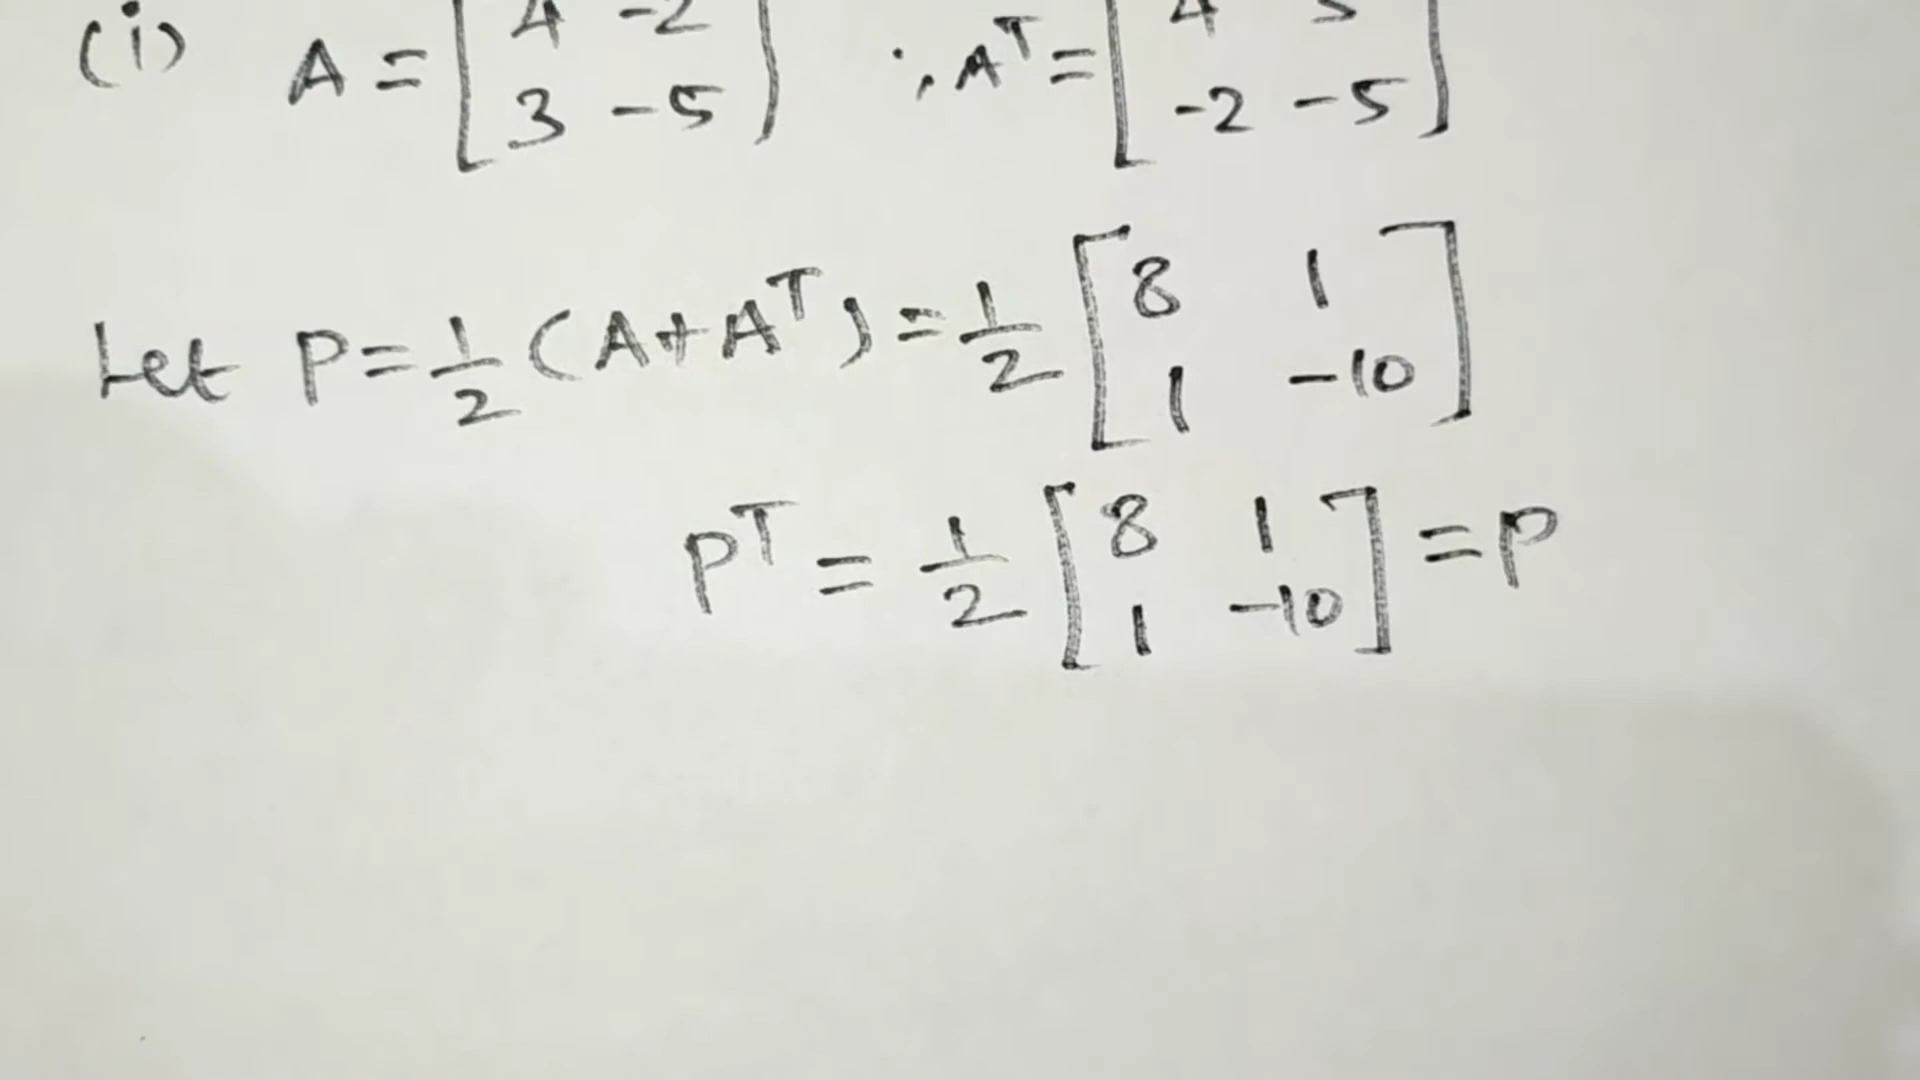 (i) A = [4 -2 ∴ A^T = [4 3
3 -5] -2 -5]
Let P = 1/2 (A + A^T) = 1/2 [8 1
1 -10]
P^T = 1/2 [8 1
1 -10] = P